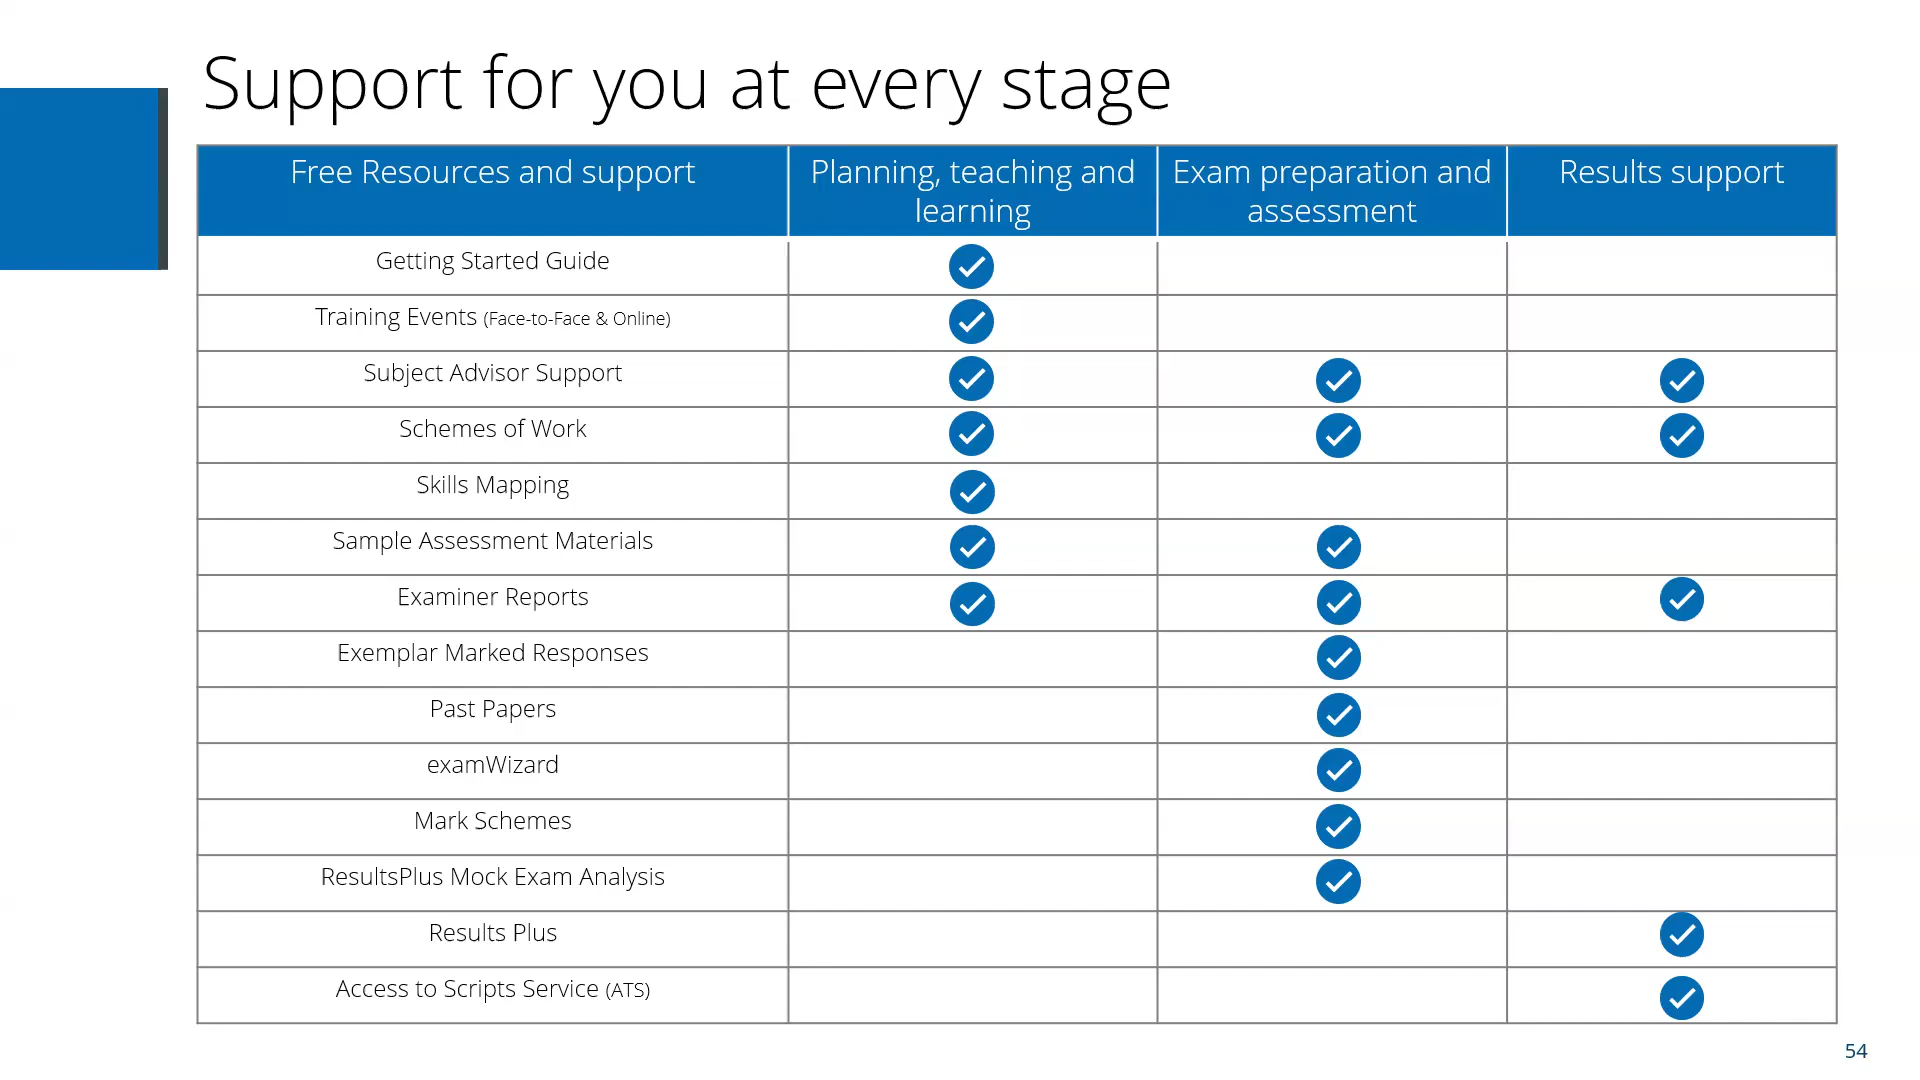 Support for you at every stage
Free Resources and support
Planning, teaching and
learning
Exam preparation and
assessment
Results support
Getting Started Guide
Training Events (Face-to-Face & Online)
Subject Advisor Support
Schemes of Work
Skills Mapping
Sample Assessment Materials
Examiner Reports
Exemplar Marked Responses
Past Papers
examWizard
Mark Schemes
ResultsPlus Mock Exam Analysis
Results Plus
Access to Scripts Service (ATS)
54